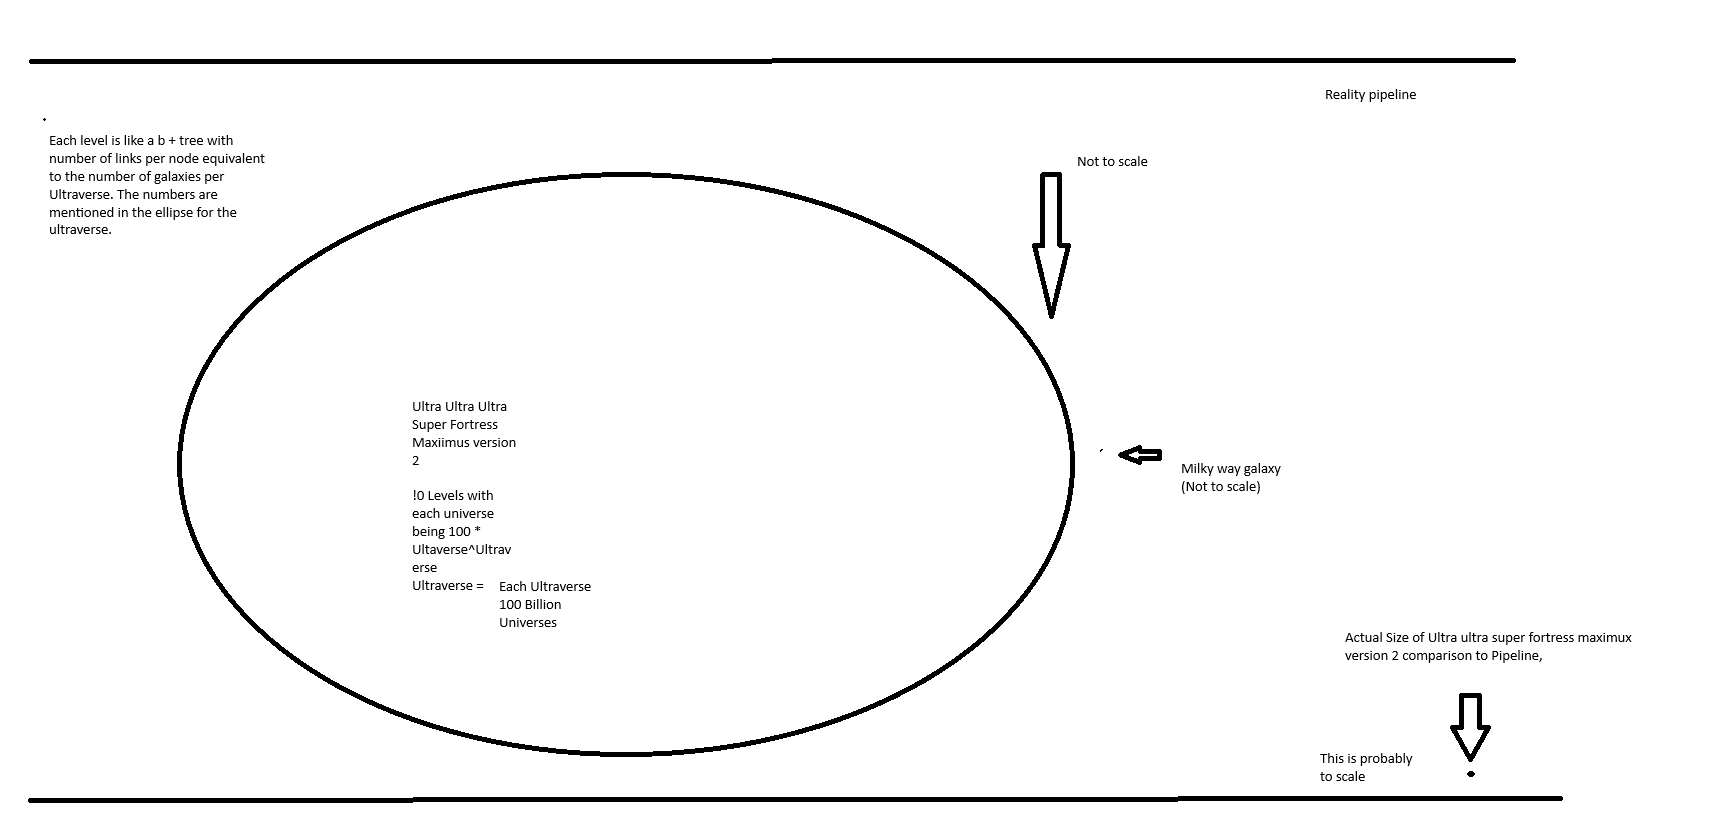 Reality pipeline
Each level is like a b + tree with
number of links per node equivalent
to the number of galaxies per
Ultraverse. The numbers are
mentioned in the ellipse for the
ultraverse.
Not to scale
Ultra Ultra Ultra
Super Fortress
Maxiimus version
2
!0 Levels with
each universe
being 100 *
Ultaverse^Ultrav
erse
Ultraverse =
Each Ultraverse
100 Billion
Universes
Milky way galaxy
(Not to scale)
Actual Size of Ultra ultra super fortress maximux
version 2 comparison to Pipeline,
This is probably
to scale